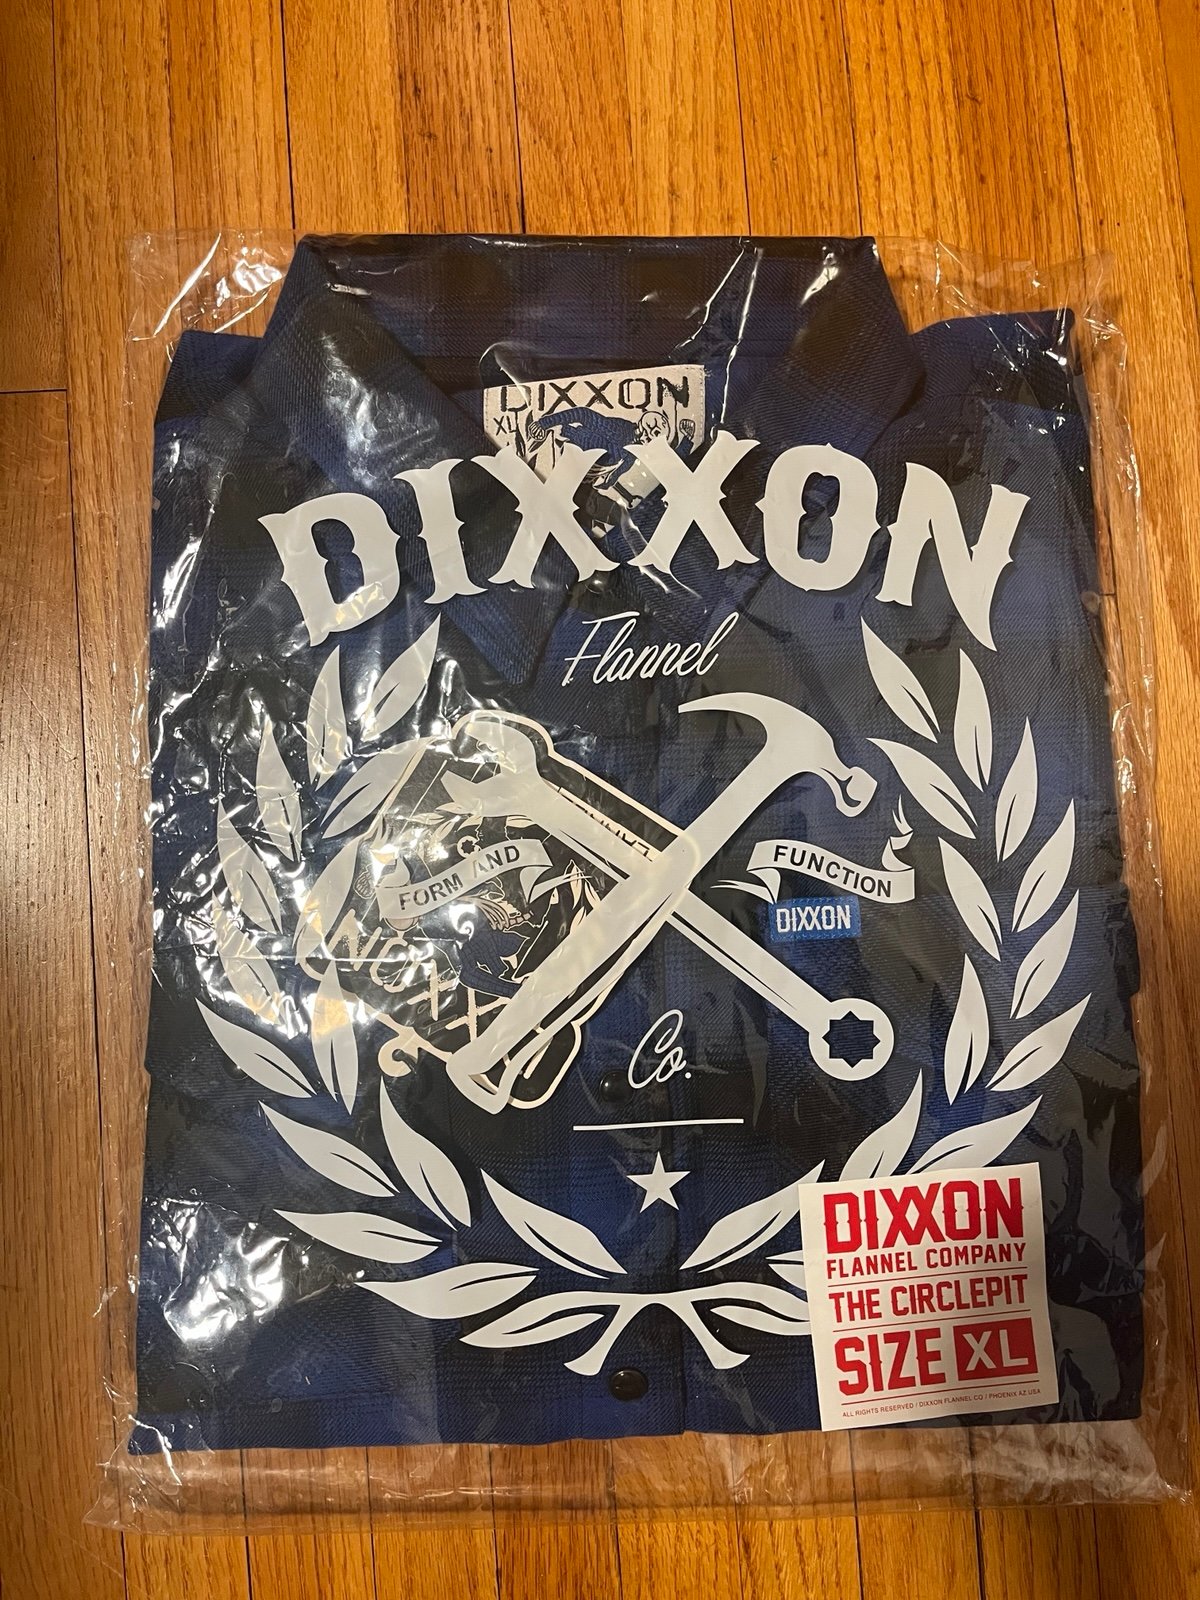 DIXXON
XL
DIXXON
Flannel
FORM AND
FUNCTION
DIXXON
Co.
DIXXON
FLANNEL COMPANY
THE CIRCLEPIT
SIZE XL
ALL RIGHTS RESERVED / DIXXON FLANNEL CO / PHOENIX AZ USA